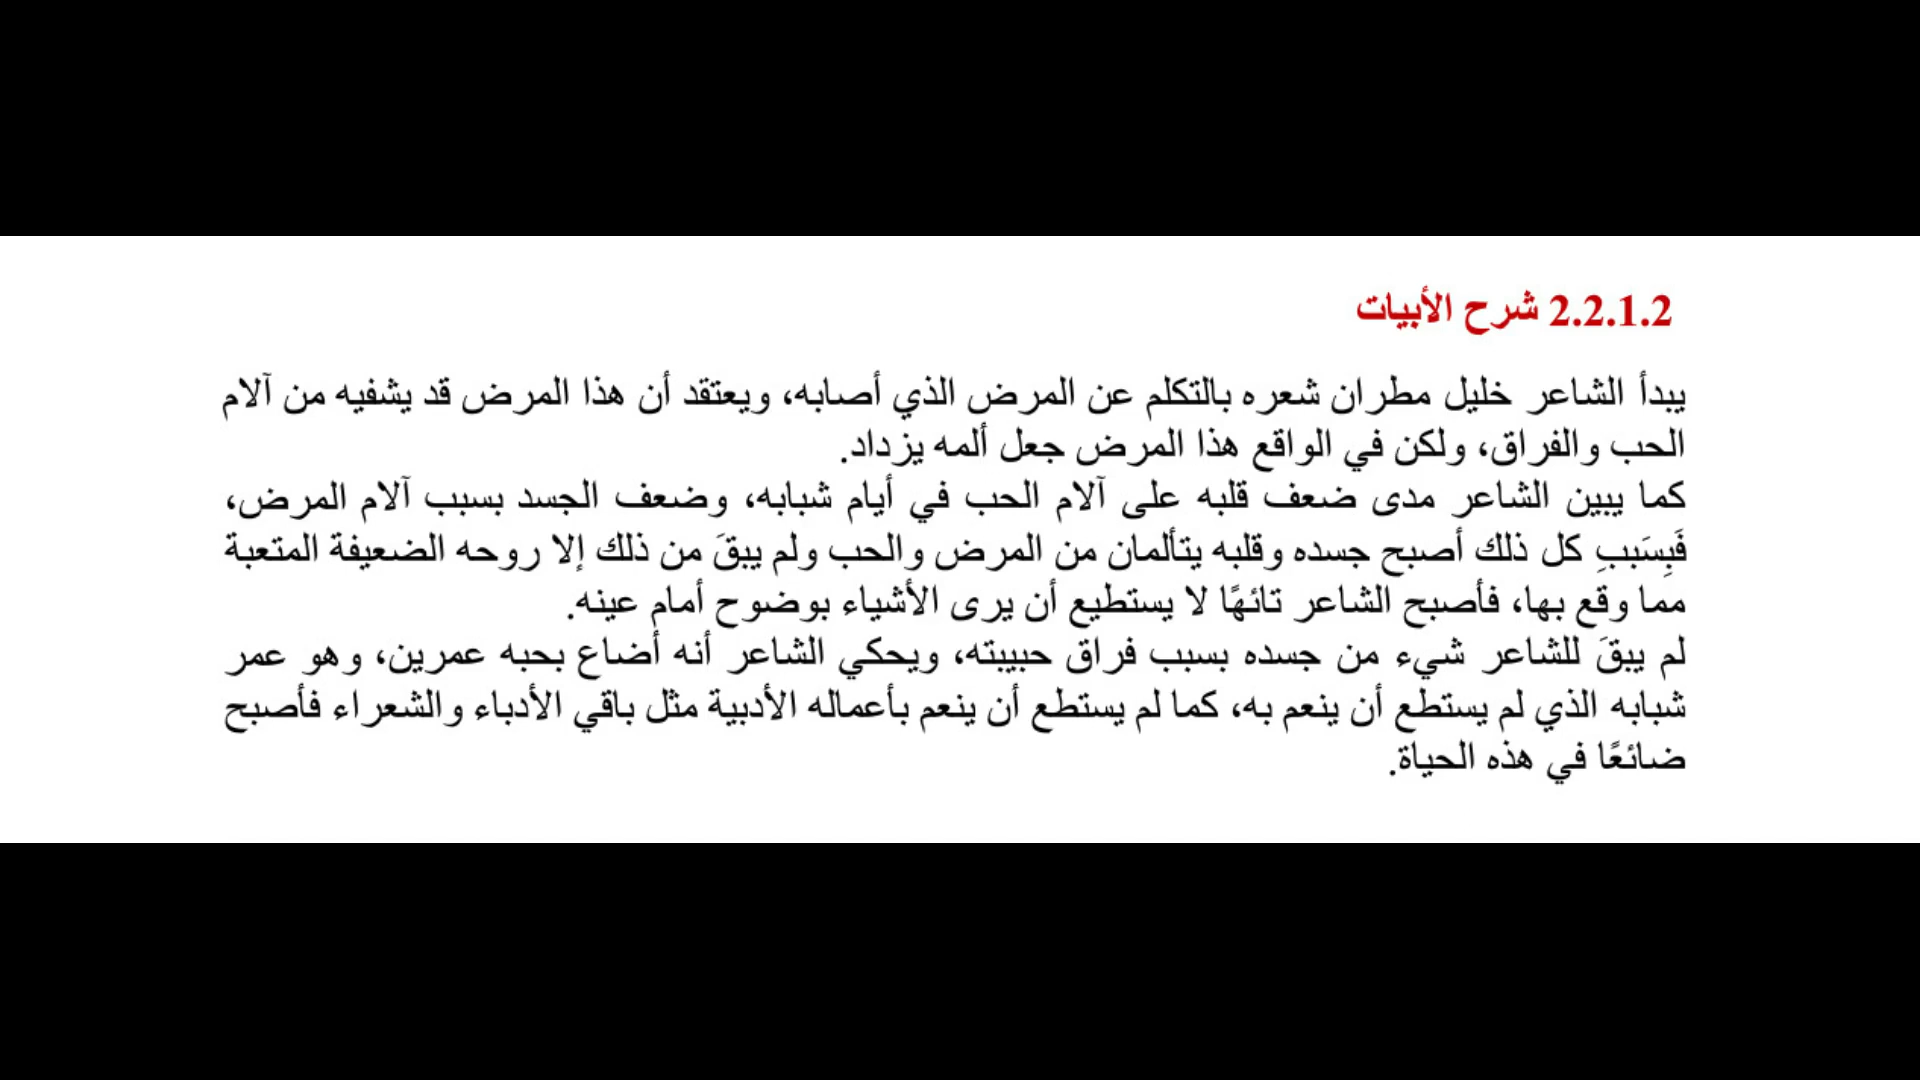 2.2.1.2 شرح الأبيات
يبدأ الشاعر خليل مطران شعره بالتكلم عن المرض الذي أصابه، ويعتقد أن هذا المرض قد يشفيه من آلام
الحب والفراق، ولكن في الواقع هذا المرض جعل ألمه يزداد.
كما يبين الشاعر مدى ضعف قلبه على آلام الحب في أيام شبابه، وضعف الجسد بسبب آلام المرض،
فَبِسَببِ كل ذلك أصبح جسده وقلبه يتألمان من المرض والحب ولم يبقَ من ذلك إلا روحه الضعيفة المتعبة
مما وقع بها، فأصبح الشاعر تائهًا لا يستطيع أن يرى الأشياء بوضوح أمام عينه.
لم يبقَ للشاعر شيء من جسده بسبب فراق حبيبته، ويحكي الشاعر أنه أضاع بحبه عمرين، وهو عمر
شبابه الذي لم يستطع أن ينعم به، كما لم يستطع أن ينعم بأعماله الأدبية مثل باقي الأدباء والشعراء فأصبح
ضائعًا في هذه الحياة.